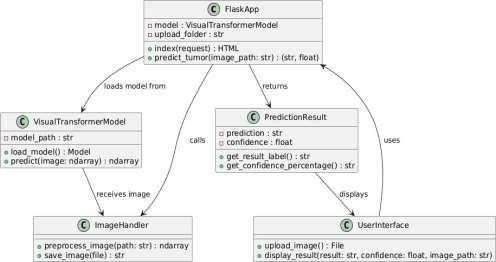 C FlaskApp
model : VisualTransformerModel
upload_folder : str
index(request) : HTML
predict_tumor(image_path: str) : (str, float)
loads model from
returns
C VisualTransformerModel
model_path : str
load_model() : Model
predict(image: ndarray) : ndarray
calls
C PredictionResult
prediction : str
confidence : float
get_result_label() : str
get_confidence_percentage() : str
uses
receives image
displays
C ImageHandler
preprocess_image(path: str) : ndarray
save_image(file) : str
C UserInterface
upload_image() : File
display_result(result: str, confidence: float, image_path: str)